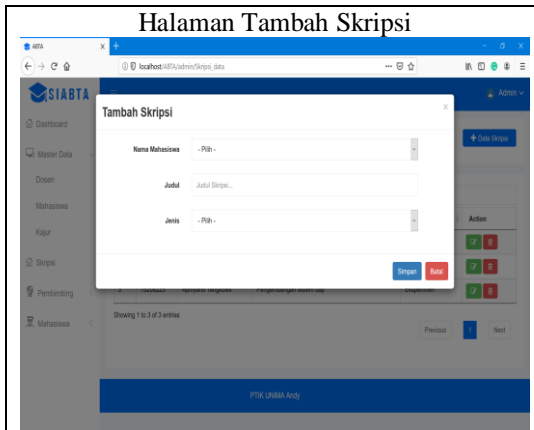 Halaman Tambah Skripsi
ABTA
localhost/ABTA/admin/Skripsi_data
SIABTA
Admin
Tambah Skripsi
Dashboard
+ Data Skripsi
Master Data
Nama Mahasiswa - Pilih -
Dosen
Judul Judul Skripsi...
Mahasiswa
Jenis - Pilih -
Action
Kajur
Skripsi
Simpan Batal
Pembimbing
Mahasiswa
Showing 1 to 3 of 3 entries
Previous 1 Next
PTIK UNIMA Andy